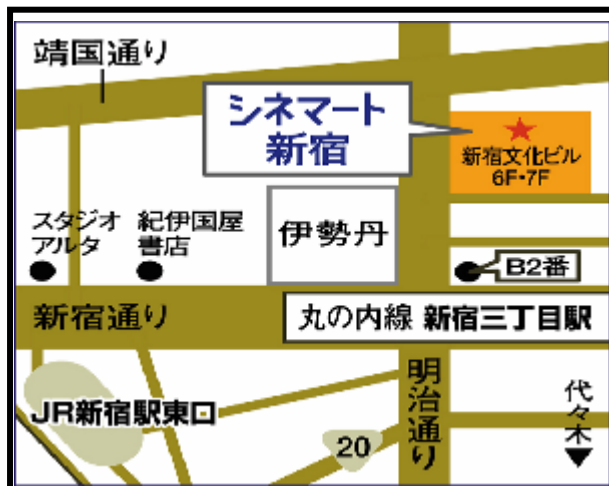 靖国通り
シネマート
新宿
新宿文化ビル
6F・7F
スタジオ
アルタ
紀伊国屋
書店
伊勢丹
B2番
新宿通り
丸の内線 新宿三丁目駅
JR新宿駅東口
20
明治通り
代々木